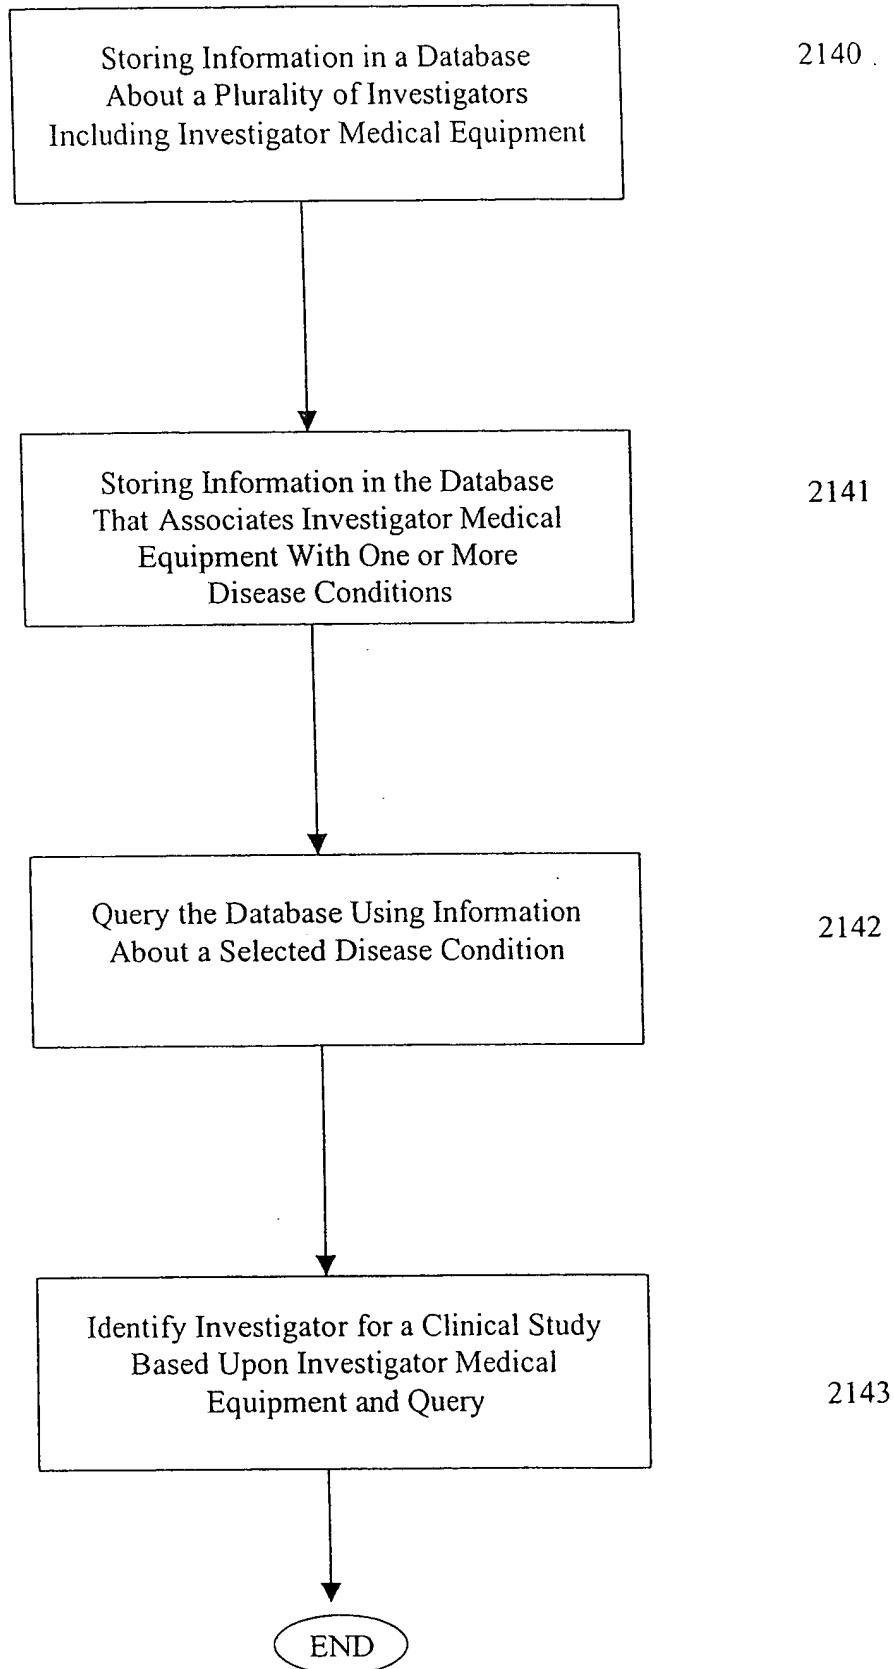 Storing Information in a Database
About a Plurality of Investigators
Including Investigator Medical Equipment
2140
Storing Information in the Database
That Associates Investigator Medical
Equipment With One or More
Disease Conditions
2141
Query the Database Using Information
About a Selected Disease Condition
2142
Identify Investigator for a Clinical Study
Based Upon Investigator Medical
Equipment and Query
2143
END